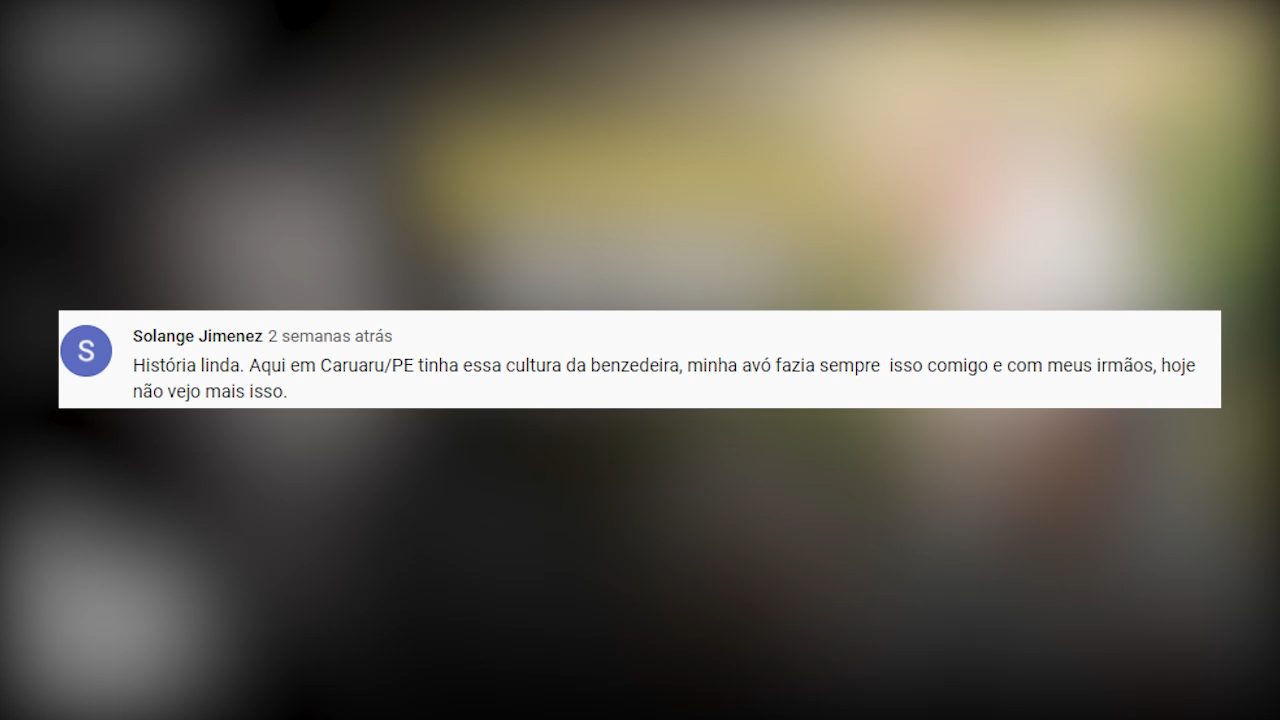 S
Solange Jimenez 2 semanas atrás
História linda. Aqui em Caruaru/PE tinha essa cultura da benzedeira, minha avó fazia sempre  isso comigo e com meus irmãos, hoje
não vejo mais isso.